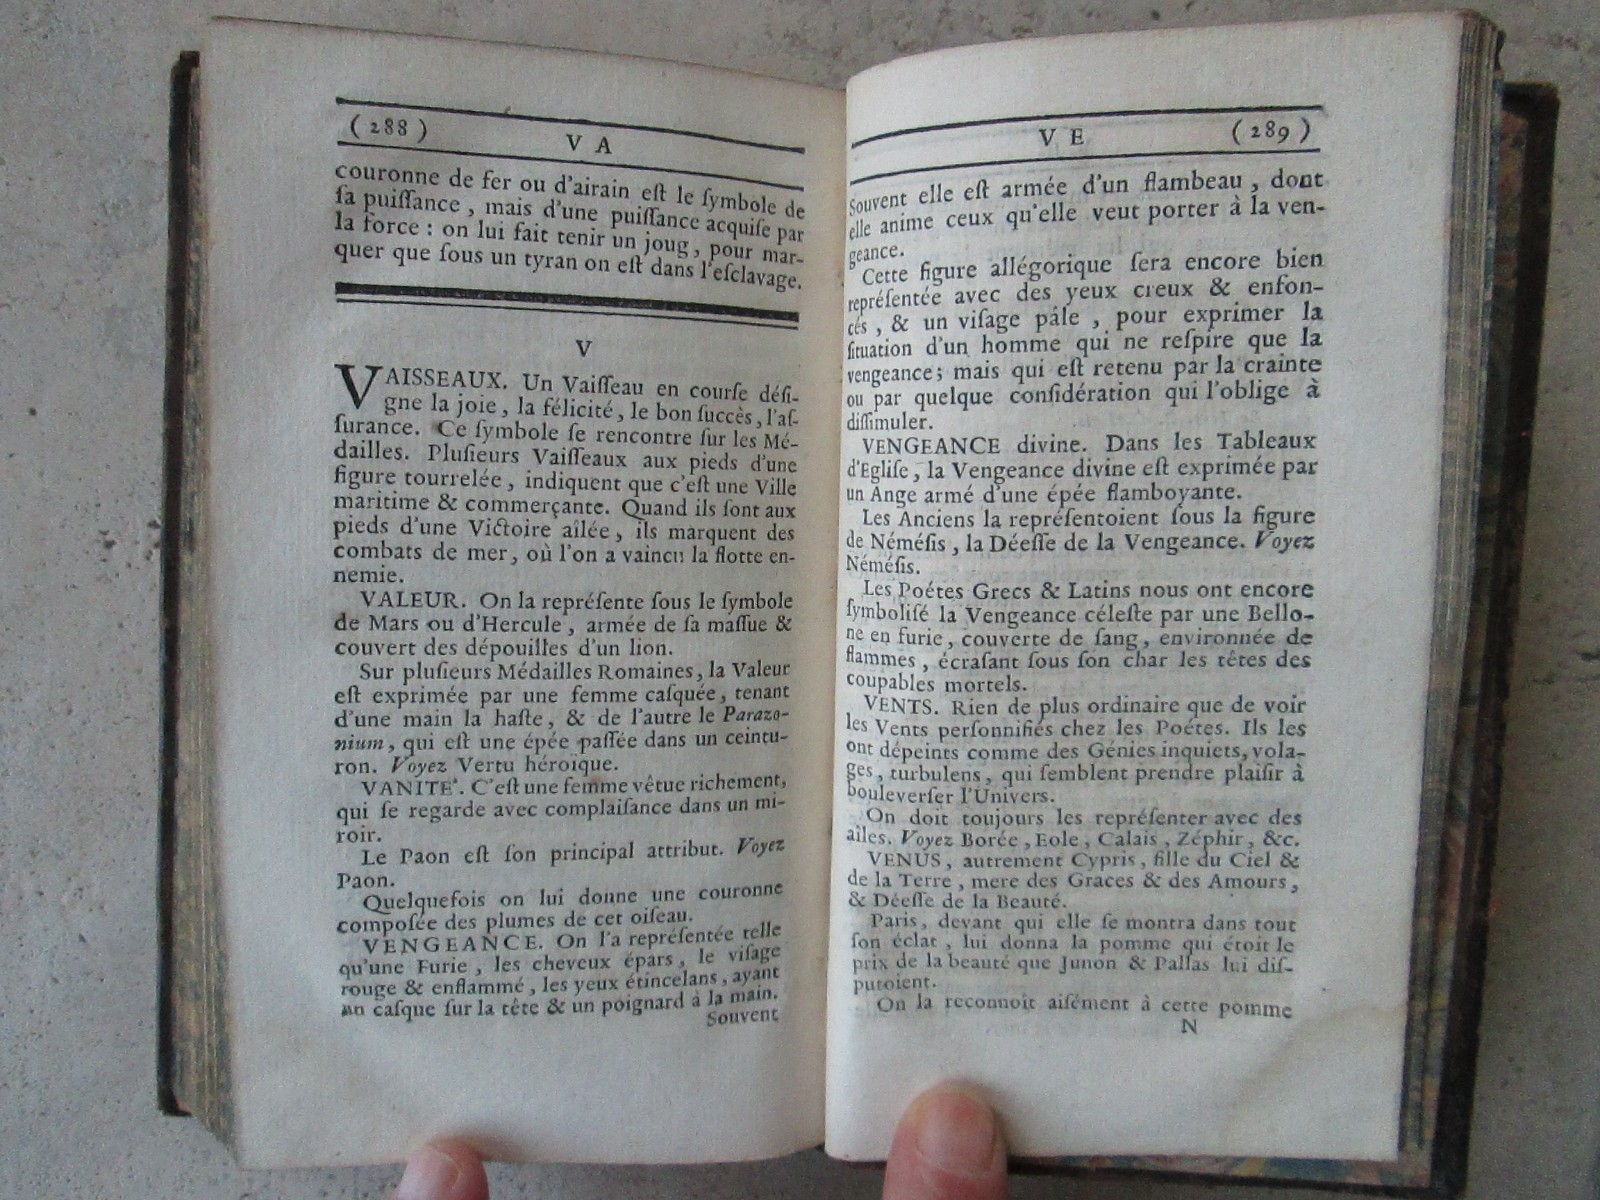 ( 288 )
V A
couronne de fer ou d'airain eſt le ſymbole de
ſa puiſſance, mais d'une puiſſance acquiſe par
la force : on lui fait tenir un joug, pour mar-
quer que ſous un tyran on eſt dans l'eſclavage.
V
VAISSEAUX. Un Vaiſſeau en courſe déſi-
gne la joie, la félicité, le bon ſuccès, l'aſ-
ſurance. Ce ſymbole ſe rencontre ſur les Mé-
dailles. Pluſieurs Vaiſſeaux aux pieds d'une
figure tourrelée, indiquent que c'eſt une Ville
maritime & commerçante. Quand ils ſont aux
pieds d'une Victoire aîlée, ils marquent des
combats de mer, où l'on a vaincu la flotte en-
nemie.
VALEUR. On la repréſente ſous le ſymbole
de Mars ou d'Hercule, armée de ſa maſſue &
couvert des dépouilles d'un lion.
Sur pluſieurs Médailles Romaines, la Valeur
eſt exprimée par une femme caſquée, tenant
d'une main la haſte, & de l'autre le Parazo-
nium, qui eſt une épée paſſée dans un ceintu-
ron. Voyez Vertu héroïque.
VANITÉ. C'eſt une femme vêtue richement,
qui ſe regarde avec complaiſance dans un mi-
roir.
Le Paon eſt ſon principal attribut. Voyez
Paon.
Quelquefois on lui donne une couronne
compoſée des plumes de cet oiſeau.
VENGEANCE. On l'a repréſentée telle
qu'une Furie, les cheveux épars, le viſage
rouge & enflammé, les yeux étincelans, ayant
un caſque ſur la tête & un poignard à la main.
Souvent
V E
( 289 )
Souvent elle eſt armée d'un flambeau, dont
elle anime ceux qu'elle veut porter à la ven-
geance.
Cette figure allégorique ſera encore bien
repréſentée avec des yeux creux & enfon-
cés, & un viſage pâle, pour exprimer la
ſituation d'un homme qui ne reſpire que la
vengeance; mais qui eſt retenu par la crainte
ou par quelque conſidération qui l'oblige à
diſſimuler.
VENGEANCE divine. Dans les Tableaux
d'Egliſe, la Vengeance divine eſt exprimée par
un Ange armé d'une épée flamboyante.
Les Anciens la repréſentoient ſous la figure
de Néméſis, la Déeſſe de la Vengeance. Voyez
Néméſis.
Les Poétes Grecs & Latins nous ont encore
ſymboliſé la Vengeance céleſte par une Bello-
ne en furie, couverte de ſang, environnée de
flammes, écraſant ſous ſon char les têtes des
coupables mortels.
VENTS. Rien de plus ordinaire que de voir
les Vents perſonnifiés chez les Poétes. Ils les
ont dépeints comme des Génies inquiets, vola-
ges, turbulens, qui ſemblent prendre plaiſir à
bouleverſer l'Univers.
On doit toujours les repréſenter avec des
aîles. Voyez Borée, Eole, Calais, Zéphir, &c.
VENUS, autrement Cypris, fille du Ciel &
de la Terre, mere des Graces & des Amours,
& Déeſſe de la Beauté.
Paris, devant qui elle ſe montra dans tout
ſon éclat, lui donna la pomme qui étoit le
prix de la beauté que Junon & Pallas lui diſ-
putoient.
On la reconnoît aiſément à cette pomme
N